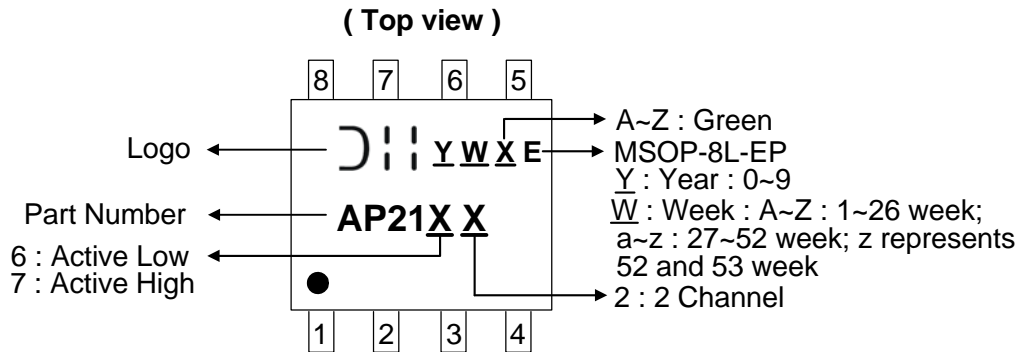 ( Top view )
8 7 6 5
Logo
Y W X E
A~Z : Green
MSOP-8L-EP
Y : Year : 0~9
W : Week : A~Z : 1~26 week;
a~z : 27~52 week; z represents
52 and 53 week
Part Number
AP21X X
6 : Active Low
7 : Active High
2 : 2 Channel
1 2 3 4